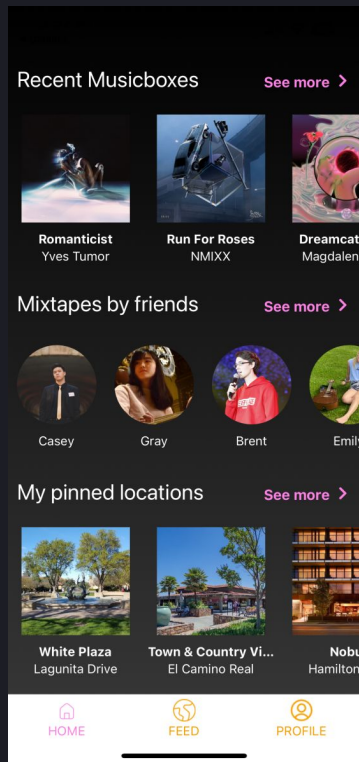 Recent Musicboxes
See more >
Romanticist
Yves Tumor
Run For Roses
NMIXX
Dreamcat
Magdalen
Mixtapes by friends
See more >
Casey
Gray
Brent
Emily
My pinned locations
See more >
White Plaza
Lagunita Drive
Town & Country Vi...
El Camino Real
Nobu
Hamilton
HOME
FEED
PROFILE